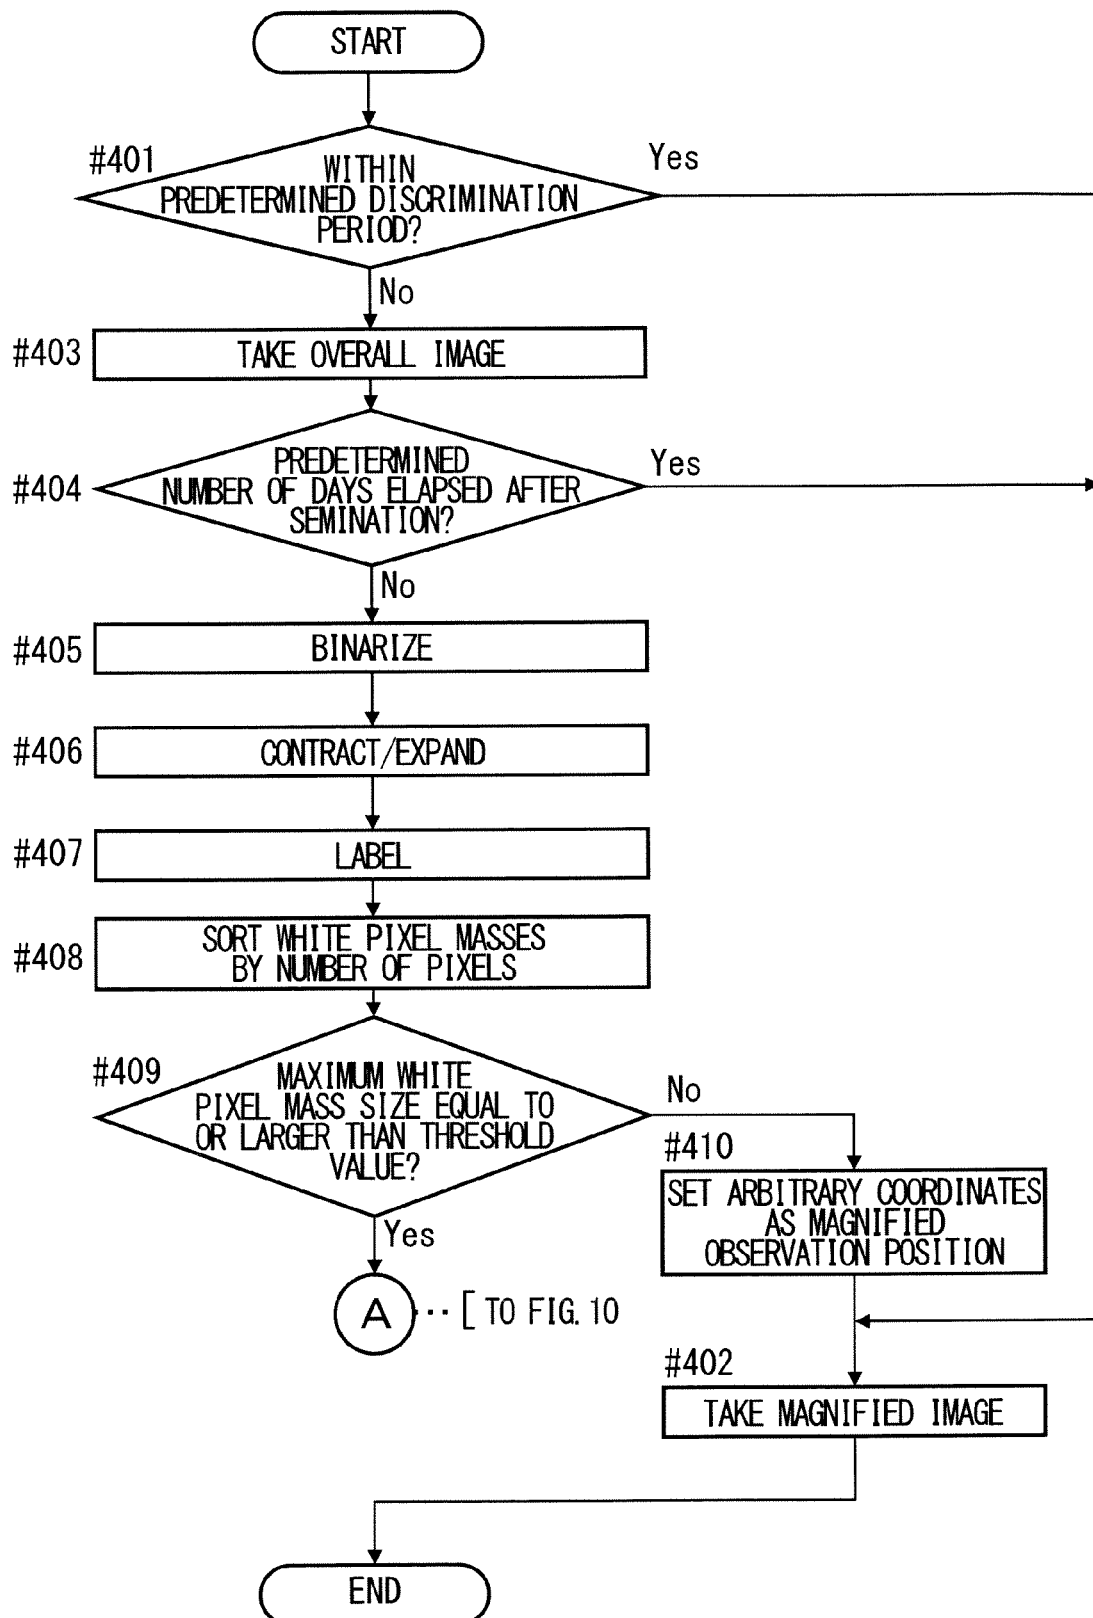 START
#401
WITHIN
PREDETERMINED DISCRIMINATION
PERIOD?
Yes
No
#403
TAKE OVERALL IMAGE
#404
PREDETERMINED
NUMBER OF DAYS ELAPSED AFTER
SEMINATION?
Yes
No
#405
BINARIZE
#406
CONTRACT/EXPAND
#407
LABEL
#408
SORT WHITE PIXEL MASSES
BY NUMBER OF PIXELS
#409
MAXIMUM WHITE
PIXEL MASS SIZE EQUAL TO
OR LARGER THAN THRESHOLD
VALUE?
No
#410
SET ARBITRARY COORDINATES
AS MAGNIFIED
OBSERVATION POSITION
Yes
A ··· [ TO FIG. 10
#402
TAKE MAGNIFIED IMAGE
END